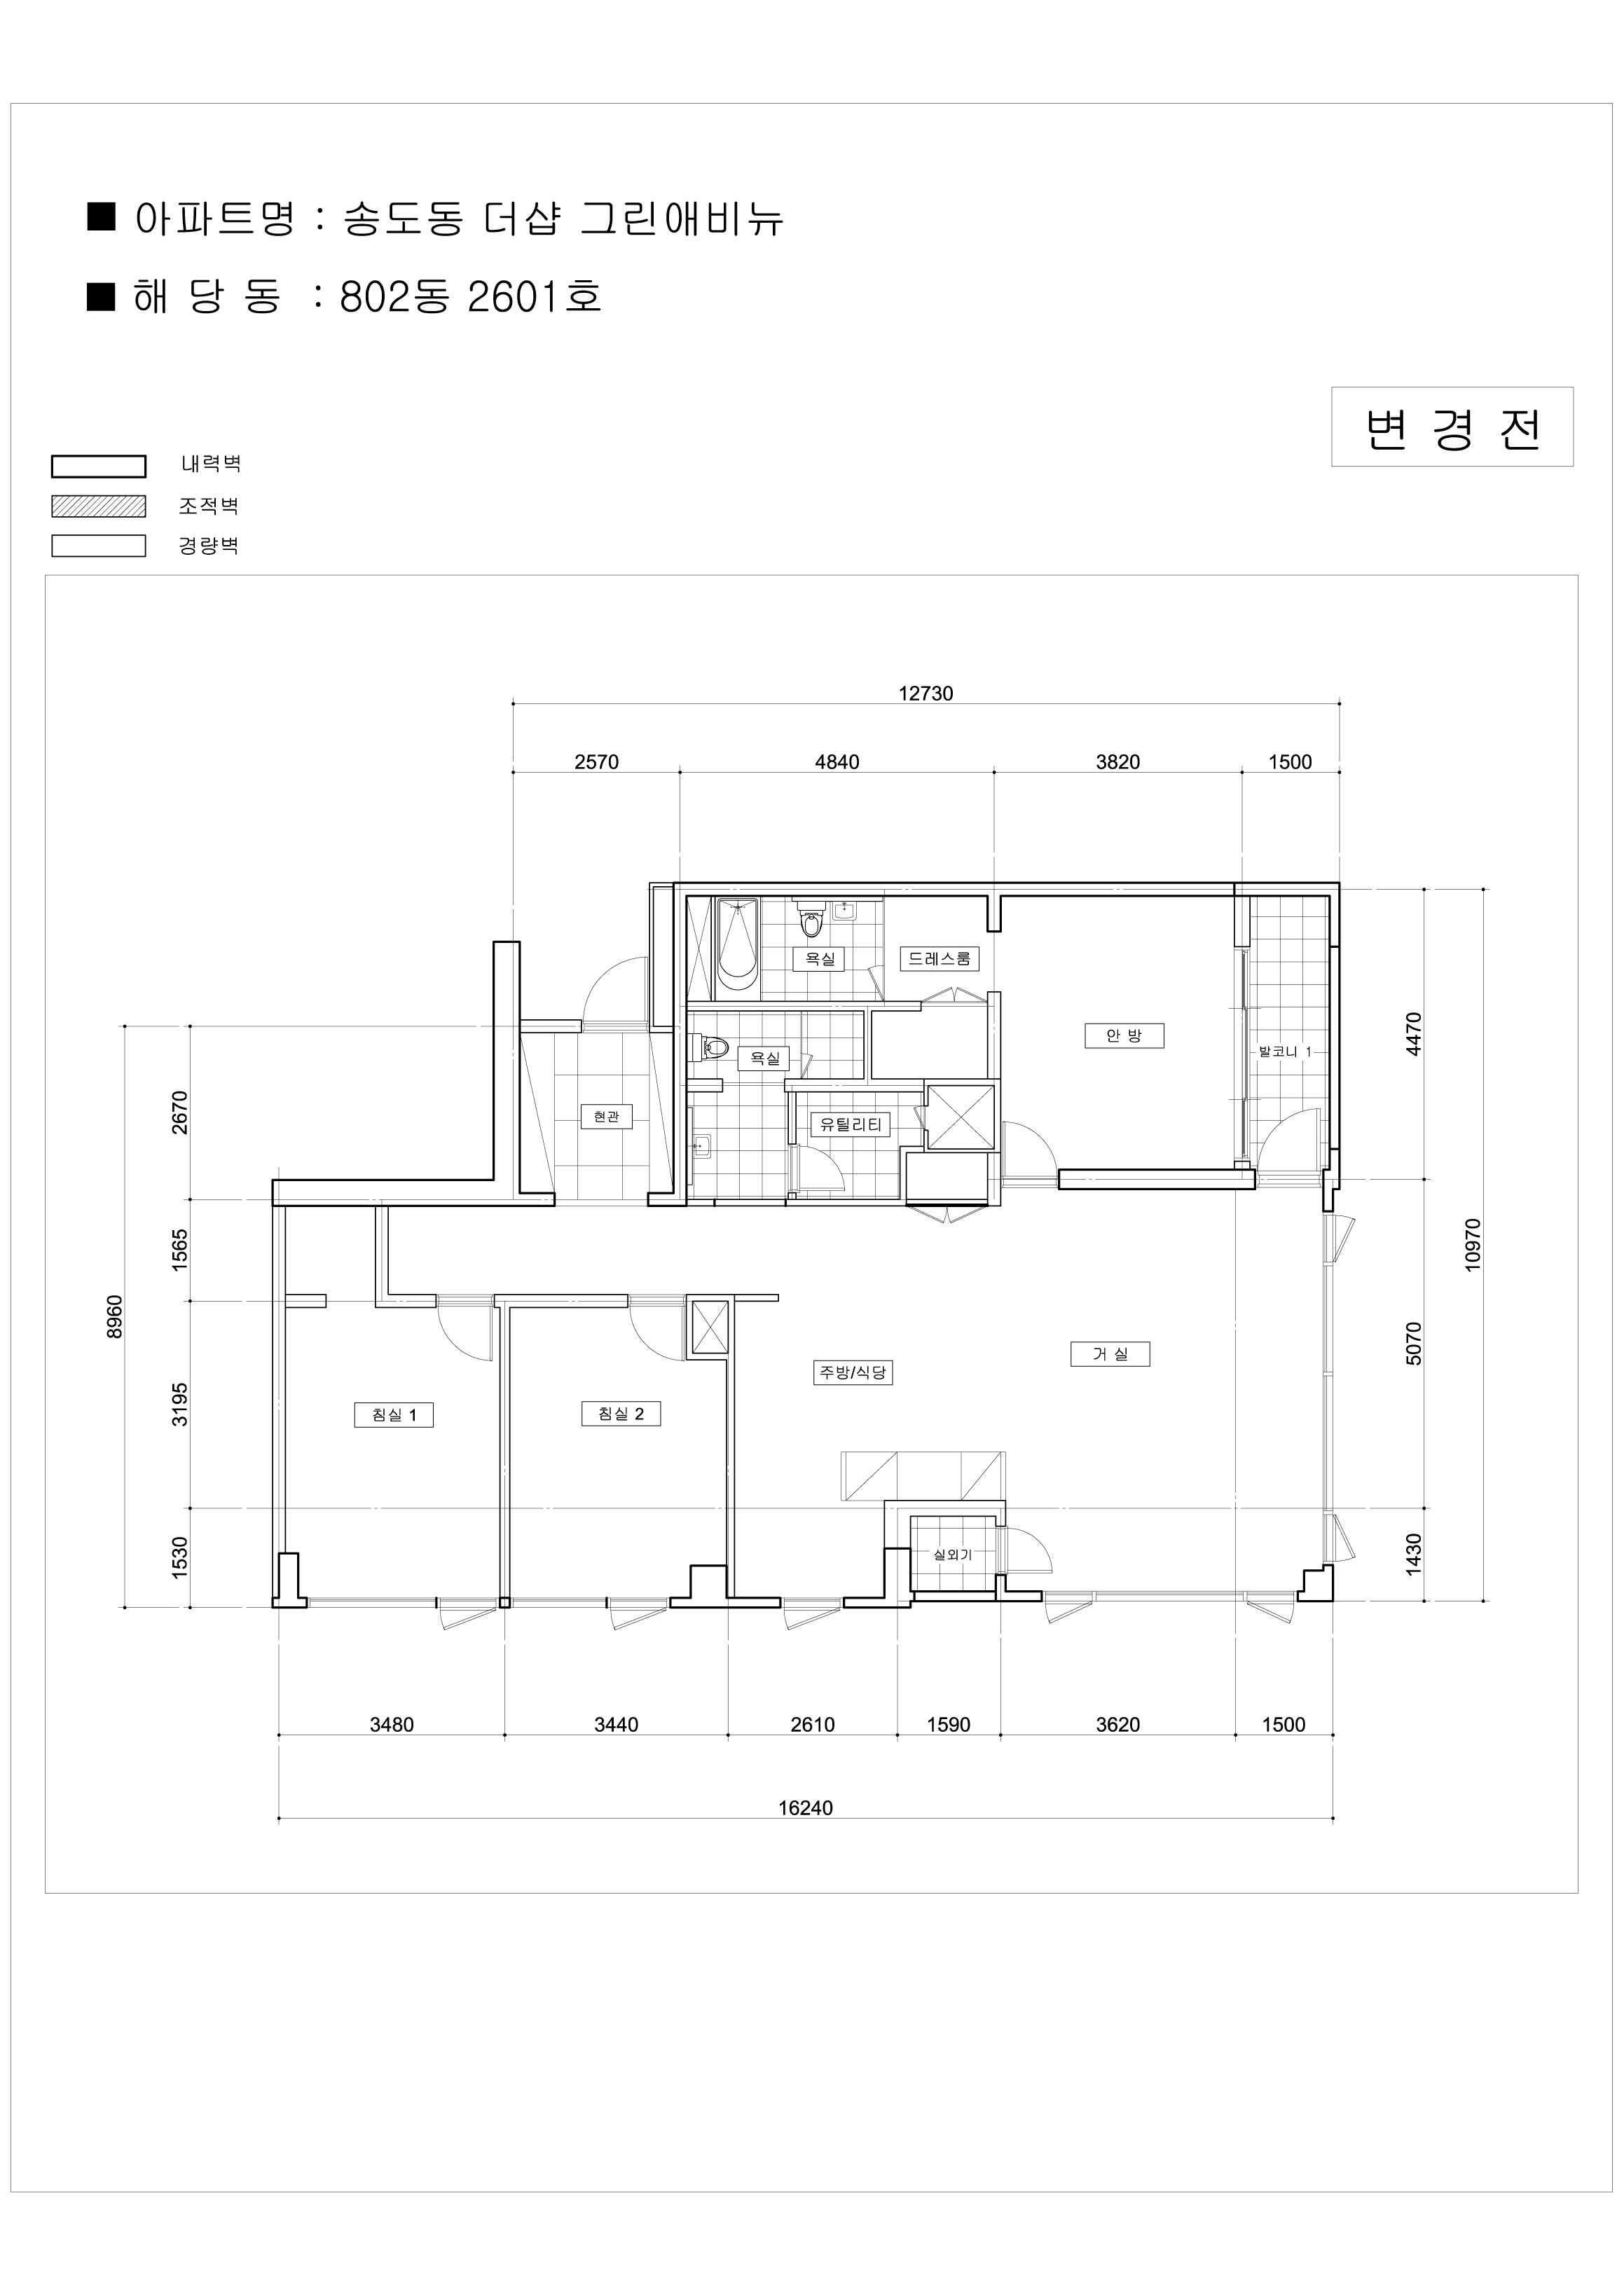 ■ 아파트명 : 송도동 더샵 그린애비뉴
■ 해 당 동 : 802동 2601호
변 경 전
내력벽
조적벽
경량벽
12730
2570 4840 3820 1500
욕실
드레스룸
안 방
발코니 1
욕실
현관
유틸리티
4470
2670
1565
10970
8960
5070
거 실
주방/식당
3195
침실 1
침실 2
1530
실외기
1430
3480 3440 2610 1590 3620 1500
16240